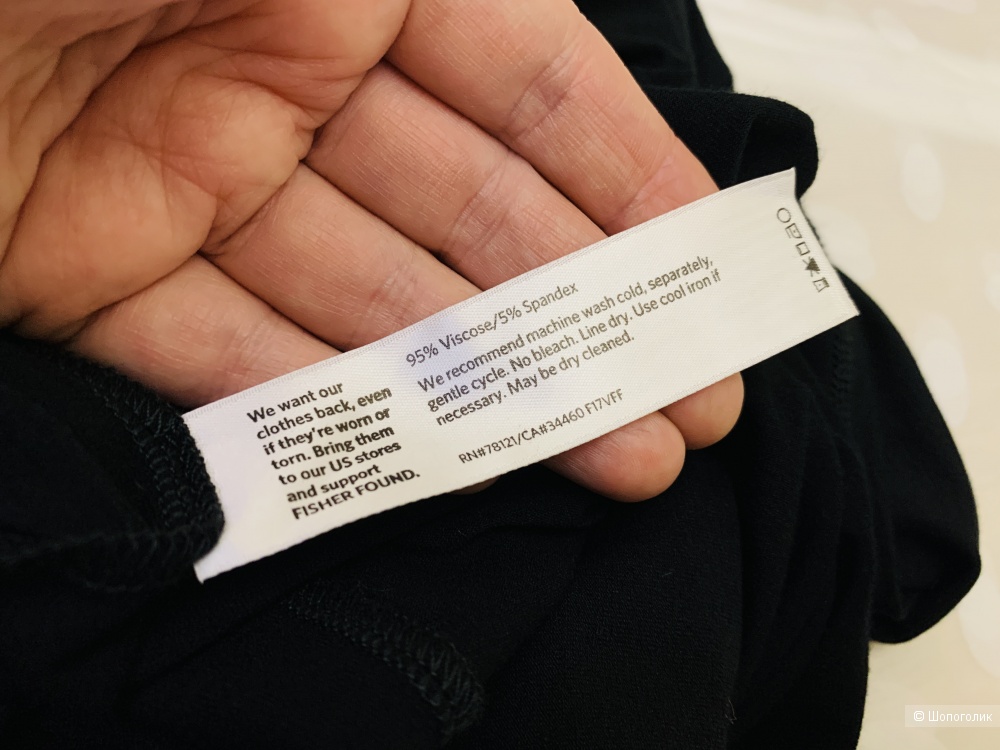 We want our
clothes back, even
if they're worn or
torn. Bring them
to our US stores
and support
FISHER FOUND.
95% Viscose/5% Spandex
We recommend machine wash cold, separately,
gentle cycle. No bleach. Line dry. Use cool iron if
necessary. May be dry cleaned.
RN#78121/CA#34460 F17VFF
© Шопоголик